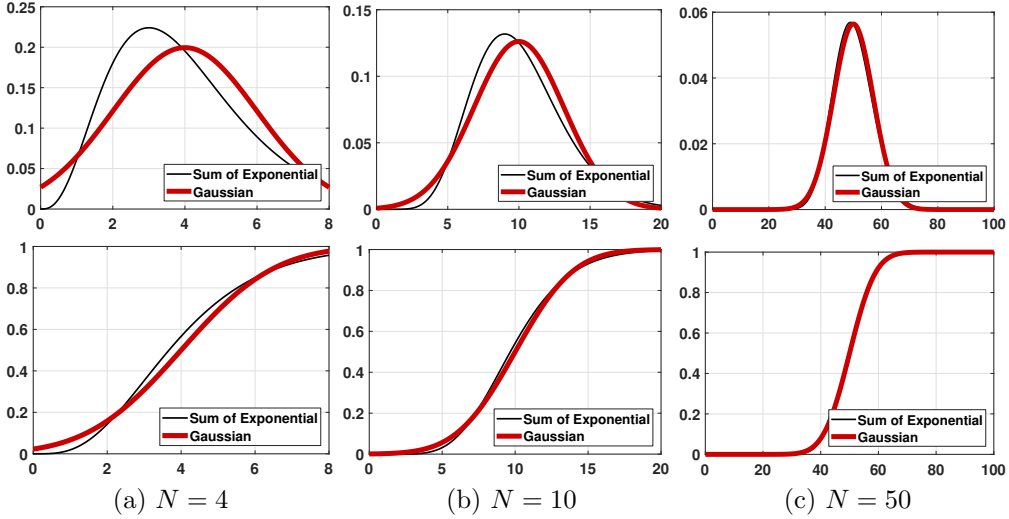 0.25
0.2
0.15
0.1
0.05
0
0 2 4 6 8
Sum of Exponential
Gaussian
0.15
0.1
0.05
0
0 5 10 15 20
Sum of Exponential
Gaussian
0.06
0.04
0.02
0
0 20 40 60 80 100
Sum of Exponential
Gaussian
1
0.8
0.6
0.4
0.2
0
0 2 4 6 8
Sum of Exponential
Gaussian
1
0.8
0.6
0.4
0.2
0
0 5 10 15 20
Sum of Exponential
Gaussian
1
0.8
0.6
0.4
0.2
0
0 20 40 60 80 100
Sum of Exponential
Gaussian
(a) N = 4
(b) N = 10
(c) N = 50